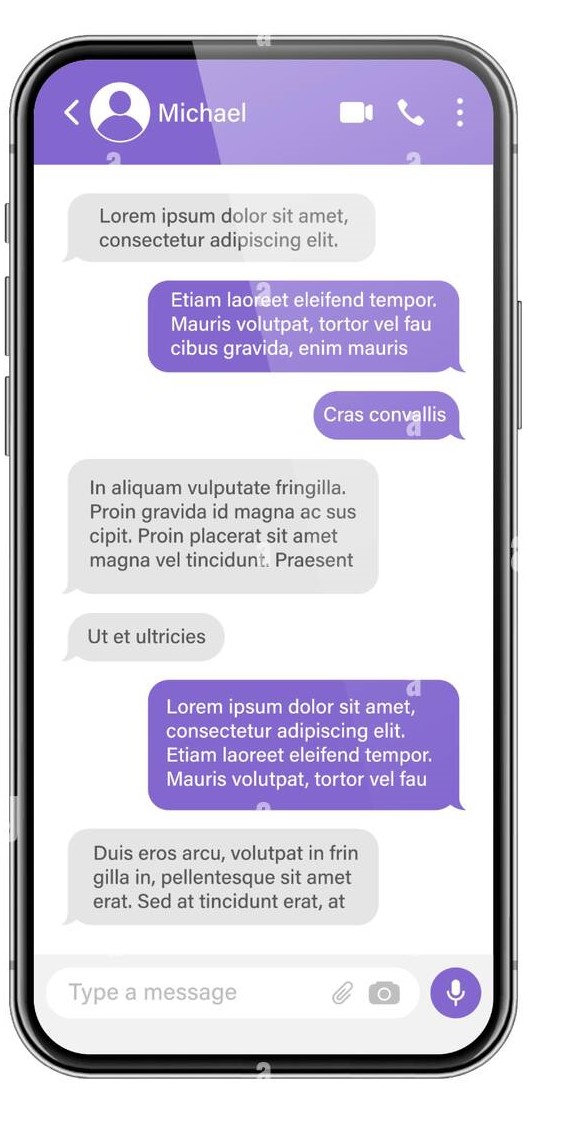 Michael
Lorem ipsum dolor sit amet,
consectetur adipiscing elit.
Etiam laoreet eleifend tempor.
Mauris volutpat, tortor vel fau
cibus gravida, enim mauris
Cras convallis
In aliquam vulputate fringilla.
Proin gravida id magna ac sus
cipit. Proin placerat sit amet
magna vel tincidunt. Praesent
Ut et ultricies
Lorem ipsum dolor sit amet,
consectetur adipiscing elit.
Etiam laoreet eleifend tempor.
Mauris volutpat, tortor vel fau
Duis eros arcu, volutpat in frin
gilla in, pellentesque sit amet
erat. Sed at tincidunt erat, at
Type a message